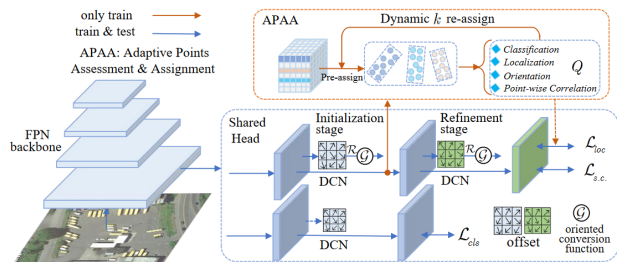 only train
train & test
APAA: Adaptive Points
Assessment & Assignment
FPN
backbone
APAA
Dynamic k re-assign
Pre-assign
Classification
Localization
Orientation
Point-wise Correlation
Q
Shared
Head
Initialization
stage
R
G
DCN
Refinement
stage
R
G
DCN
L_loc
L_s.c.
DCN
L_cls
offset
G
oriented
conversion
function